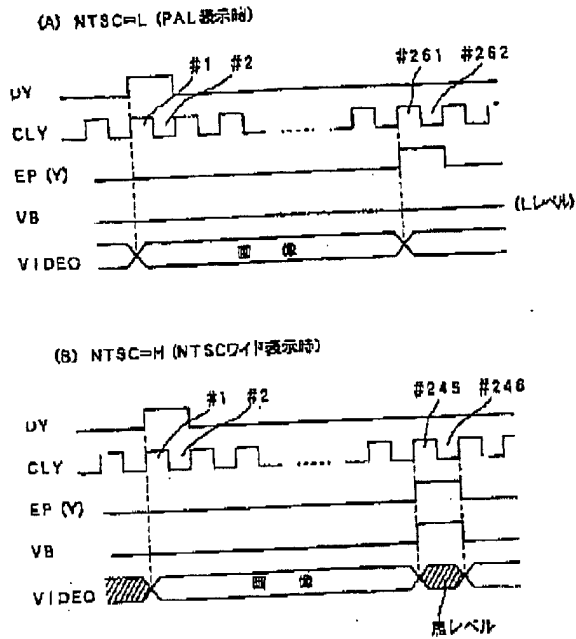 (A) NTSC=L (PAL表示時)
#1 #2 #261 #262
DY
CLY
EP (Y)
VB (Lレベル)
VIDEO 画像
(B) NTSC=H (NTSCワイド表示時)
#1 #2 #245 #246
DY
CLY
EP (Y)
VB
VIDEO 画像
黒レベル